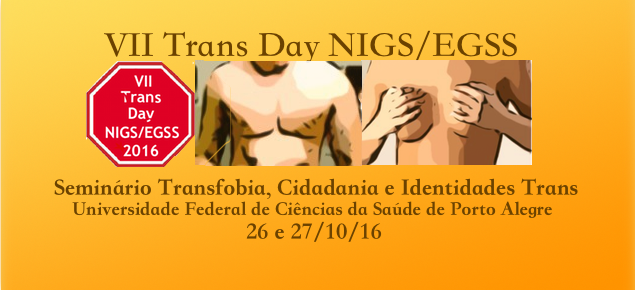 VII Trans Day NIGS/EGSS
VII
Trans
Day
NIGS/EGSS
2016
Seminário Transfobia, Cidadania e Identidades Trans
Universidade Federal de Ciências da Saúde de Porto Alegre
26 e 27/10/16